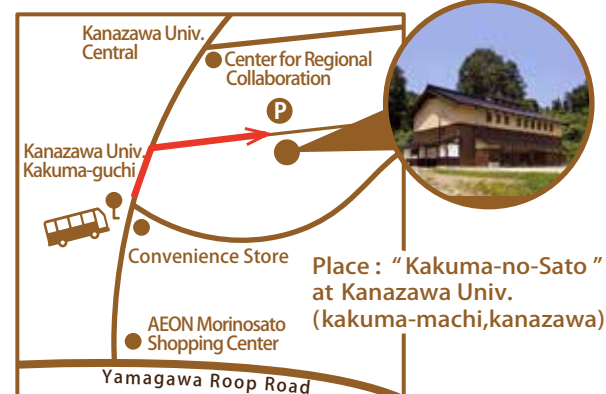 Kanazawa Univ.
Central
Center for Regional
Collaboration
P
Kanazawa Univ.
Kakuma-guchi
Convenience Store
Place : “Kakuma-no-Sato”
at Kanazawa Univ.
(kakuma-machi,kanazawa)
AEON Morinosato
Shopping Center
Yamagawa Roop Road